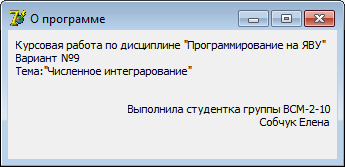 О программе
Курсовая работа по дисциплине "Программирование на ЯВУ"
Вариант №9
Тема:"Численное интеграрование"
Выполнила студентка группы ВСМ-2-10
Собчук Елена